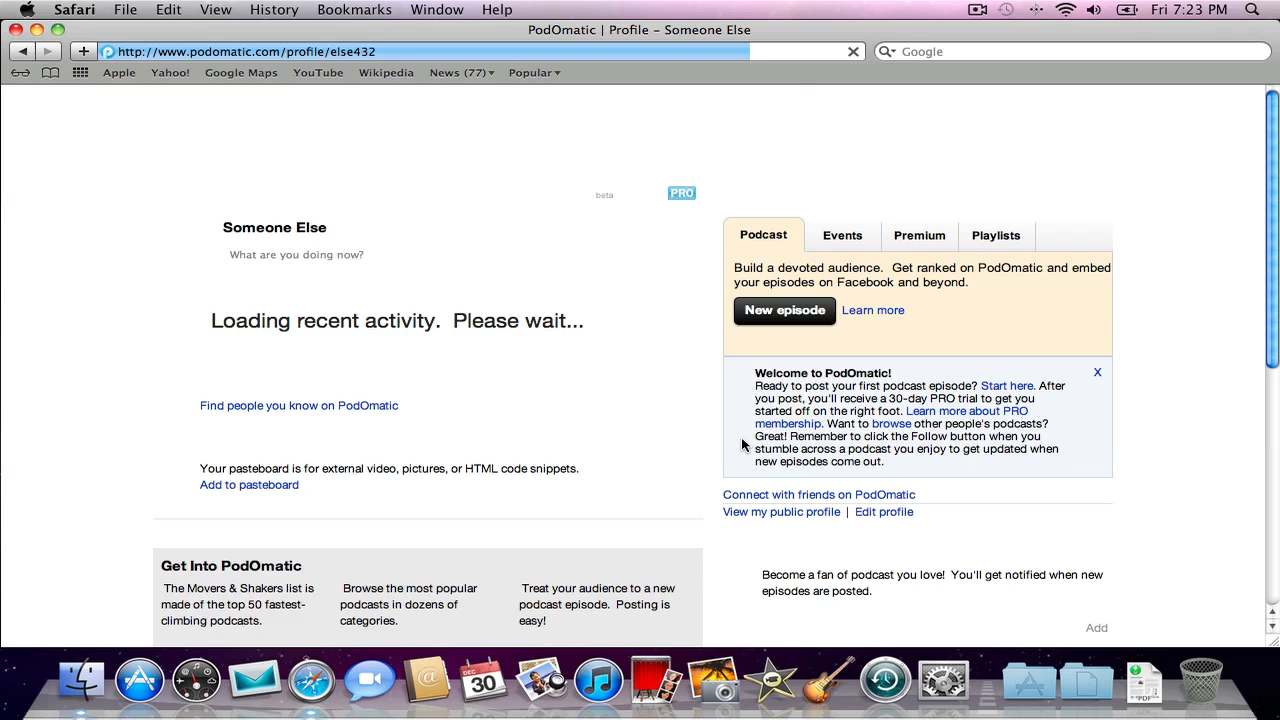 Safari File Edit View History Bookmarks Window Help Fri 7:23 PM
PodOmatic | Profile – Someone Else
http://www.podomatic.com/profile/else432 Google
Apple Yahoo! Google Maps YouTube Wikipedia News (77) Popular
beta PRO
Someone Else
What are you doing now?
Loading recent activity. Please wait...
Find people you know on PodOmatic
Your pasteboard is for external video, pictures, or HTML code snippets.
Add to pasteboard
Get Into PodOmatic
The Movers & Shakers list is
made of the top 50 fastest-
climbing podcasts.
Browse the most popular
podcasts in dozens of
categories.
Treat your audience to a new
podcast episode. Posting is
easy!
Podcast Events Premium Playlists
Build a devoted audience. Get ranked on PodOmatic and embed
your episodes on Facebook and beyond.
New episode Learn more
Welcome to PodOmatic! X
Ready to post your first podcast episode? Start here. After
you post, you'll receive a 30-day PRO trial to get you
started off on the right foot. Learn more about PRO
membership. Want to browse other people's podcasts?
Great! Remember to click the Follow button when you
stumble across a podcast you enjoy to get updated when
new episodes come out.
Connect with friends on PodOmatic
View my public profile | Edit profile
Become a fan of podcast you love! You'll get notified when new
episodes are posted.
Add
DEC
30
PDF